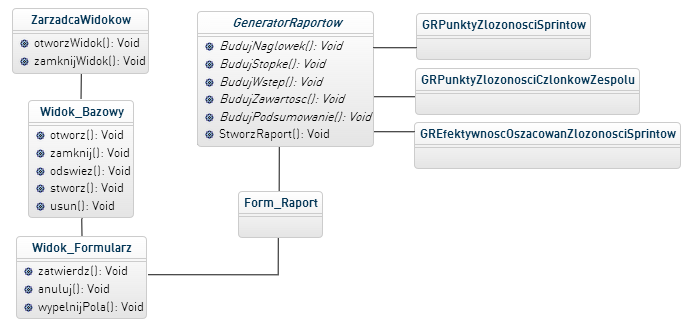 ZarzadcaWidokow
otworzWidok(): Void
zamknijWidok(): Void
Widok_Bazowy
otworz(): Void
zamknij(): Void
odswiez(): Void
stworz(): Void
usun(): Void
Widok_Formularz
zatwierdz(): Void
anuluj(): Void
wypelnijPola(): Void
GeneratorRaportow
BudujNaglowek(): Void
BudujStopke(): Void
BudujWstep(): Void
BudujZawartosc(): Void
BudujPodsumowanie(): Void
StworzRaport(): Void
Form_Raport
GRPunktyZlozonosciSprintow
GRPunktyZlozonosciCzlonkowZespolu
GREfektywnoscOszacowanZlozonosciSprintow